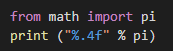 from math import pi
print ("%.4f" % pi)